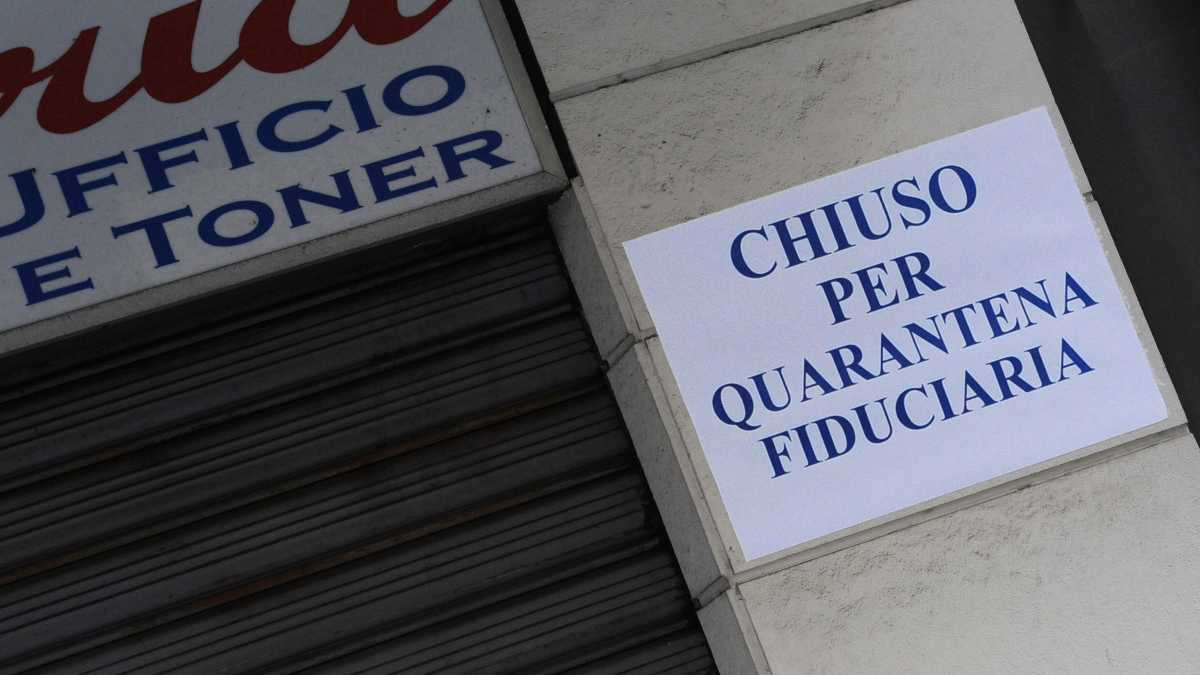 UFFICIO
E TONER
CHIUSO
PER
QUARANTENA
FIDUCIARIA